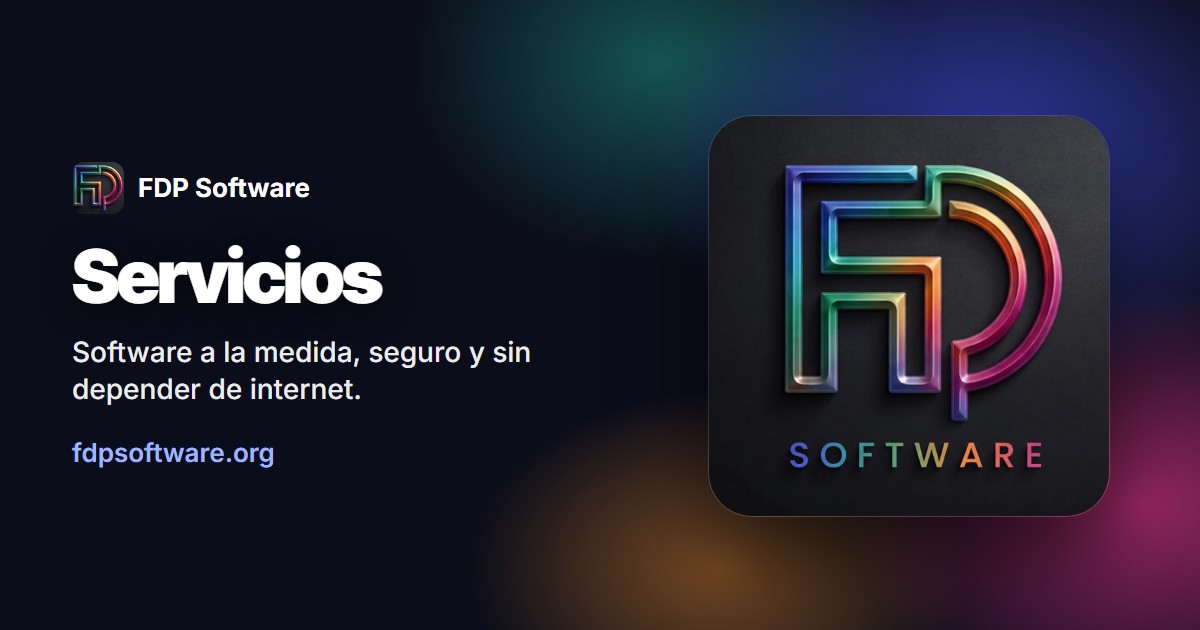 FDP Software
Servicios
Software a la medida, seguro y sin
depender de internet.
fdpsoftware.org
FDP
SOFTWARE